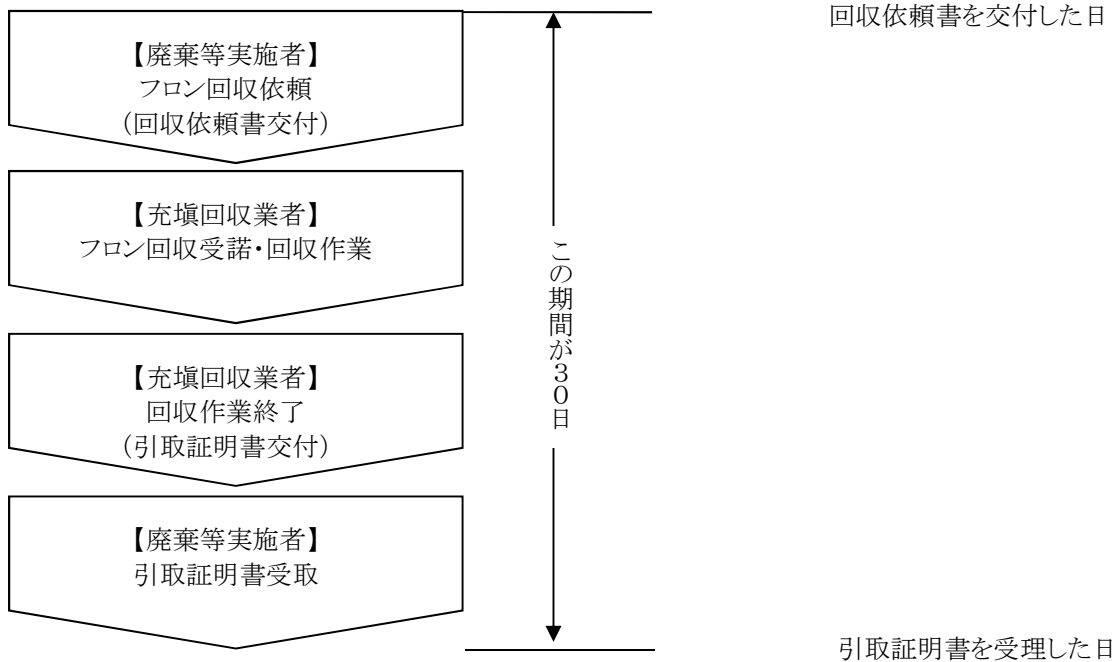 回収依頼書を交付した日
【廃棄等実施者】
フロン回収依頼
(回収依頼書交付)
【充塡回収業者】
フロン回収受諾・回収作業
この期間が30日
【充塡回収業者】
回収作業終了
(引取証明書交付)
【廃棄等実施者】
引取証明書受取
引取証明書を受理した日